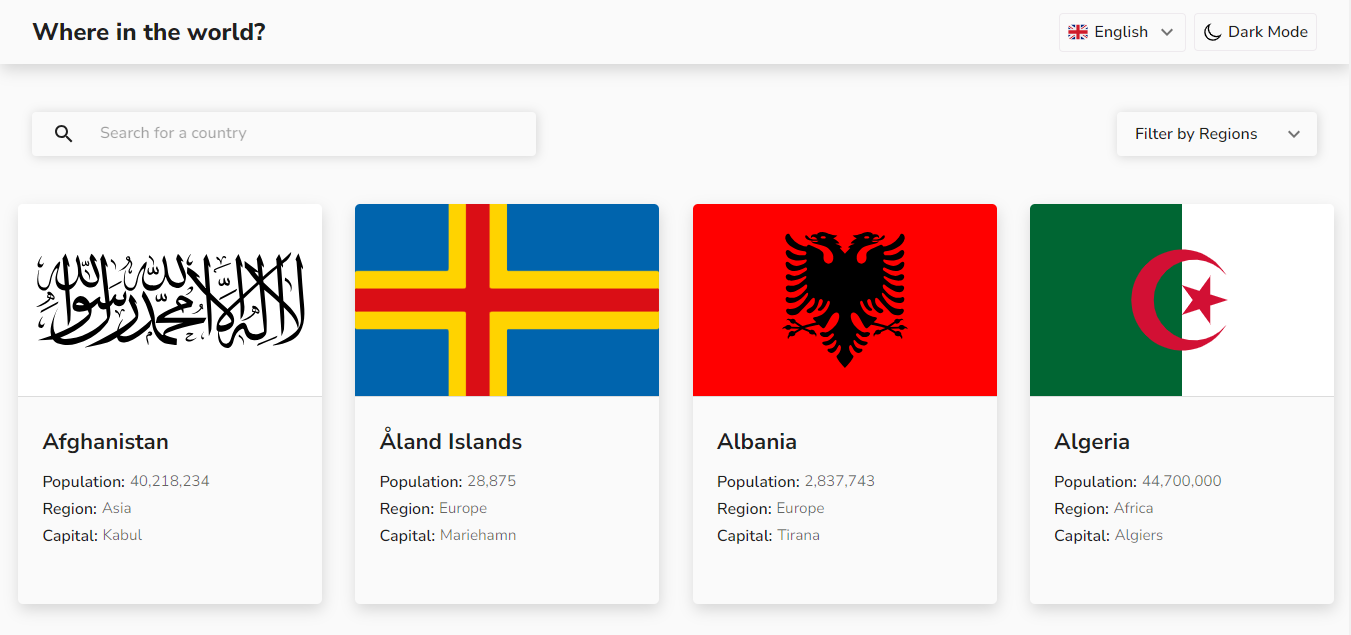 Where in the world?
English
Dark Mode
Search for a country
Filter by Regions
لا إله إلا الله محمد رسول الله
Afghanistan
Population: 40,218,234
Region: Asia
Capital: Kabul
Åland Islands
Population: 28,875
Region: Europe
Capital: Mariehamn
Albania
Population: 2,837,743
Region: Europe
Capital: Tirana
Algeria
Population: 44,700,000
Region: Africa
Capital: Algiers